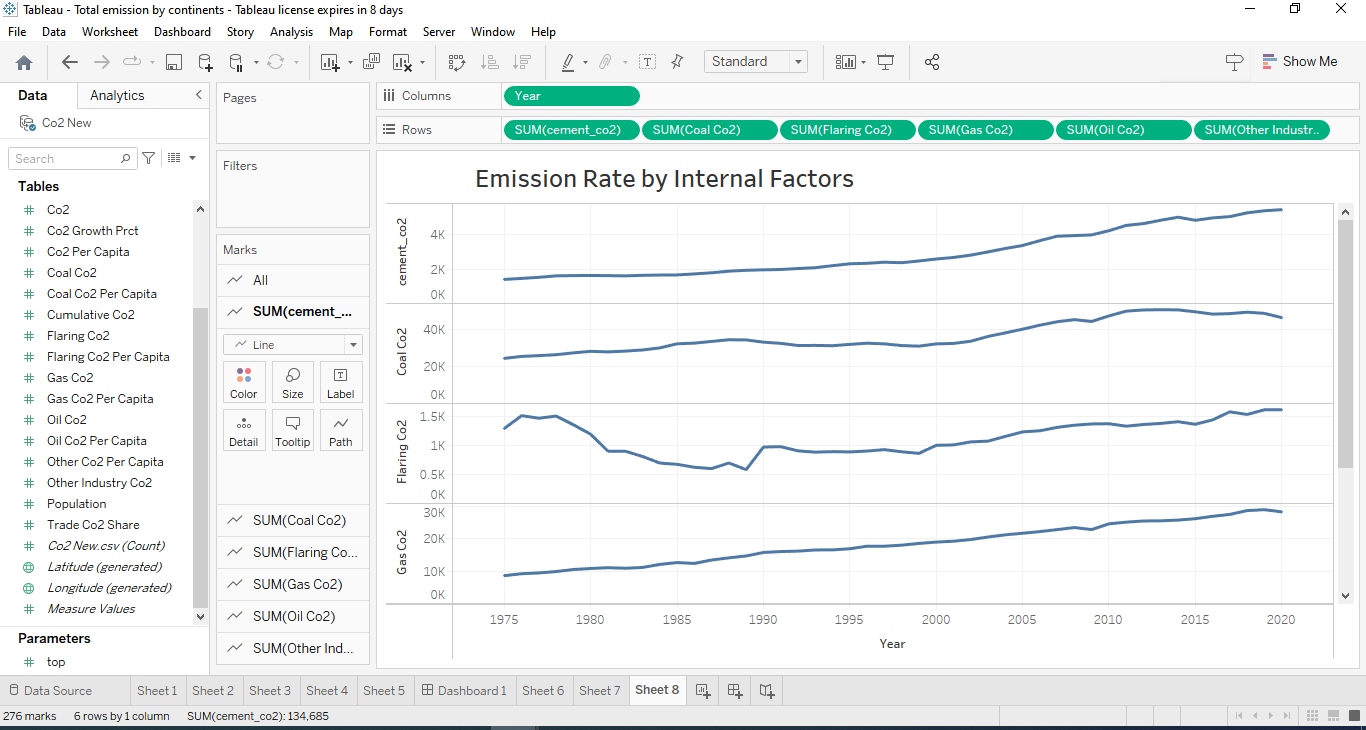 Tableau - Total emission by continents - Tableau license expires in 8 days
File Data Worksheet Dashboard Story Analysis Map Format Server Window Help
Standard
Show Me
Data Analytics
Co2 New
Search
Tables
Co2
Co2 Growth Prct
Co2 Per Capita
Coal Co2
Coal Co2 Per Capita
Cumulative Co2
Flaring Co2
Flaring Co2 Per Capita
Gas Co2
Gas Co2 Per Capita
Oil Co2
Oil Co2 Per Capita
Other Co2 Per Capita
Other Industry Co2
Population
Trade Co2 Share
Co2 New.csv (Count)
Latitude (generated)
Longitude (generated)
Measure Values
Parameters
top
Pages
Filters
Marks
All
SUM(cement_...
Line
Color Size Label
Detail Tooltip Path
SUM(Coal Co2)
SUM(Flaring Co...
SUM(Gas Co2)
SUM(Oil Co2)
SUM(Other Ind...
Columns Year
Rows SUM(cement_co2) SUM(Coal Co2) SUM(Flaring Co2) SUM(Gas Co2) SUM(Oil Co2) SUM(Other Industr..
Emission Rate by Internal Factors
cement_co2
4K
2K
0K
Coal Co2
40K
20K
0K
Flaring Co2
1.5K
1K
0.5K
0K
Gas Co2
30K
20K
10K
0K
1975 1980 1985 1990 1995 2000 2005 2010 2015 2020
Year
Data Source Sheet 1 Sheet 2 Sheet 3 Sheet 4 Sheet 5 Dashboard 1 Sheet 6 Sheet 7 Sheet 8
276 marks 6 rows by 1 column SUM(cement_co2): 134,685